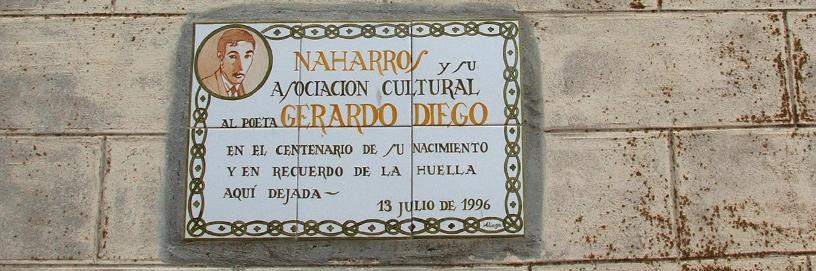 NAHARROS y su
ASOCIACION CULTURAL
AL POETA GERARDO DIEGO
EN EL CENTENARIO DE SU NACIMIENTO
Y EN RECUERDO DE LA HUELLA
AQUÍ DEJADA~
13 JULIO DE 1996